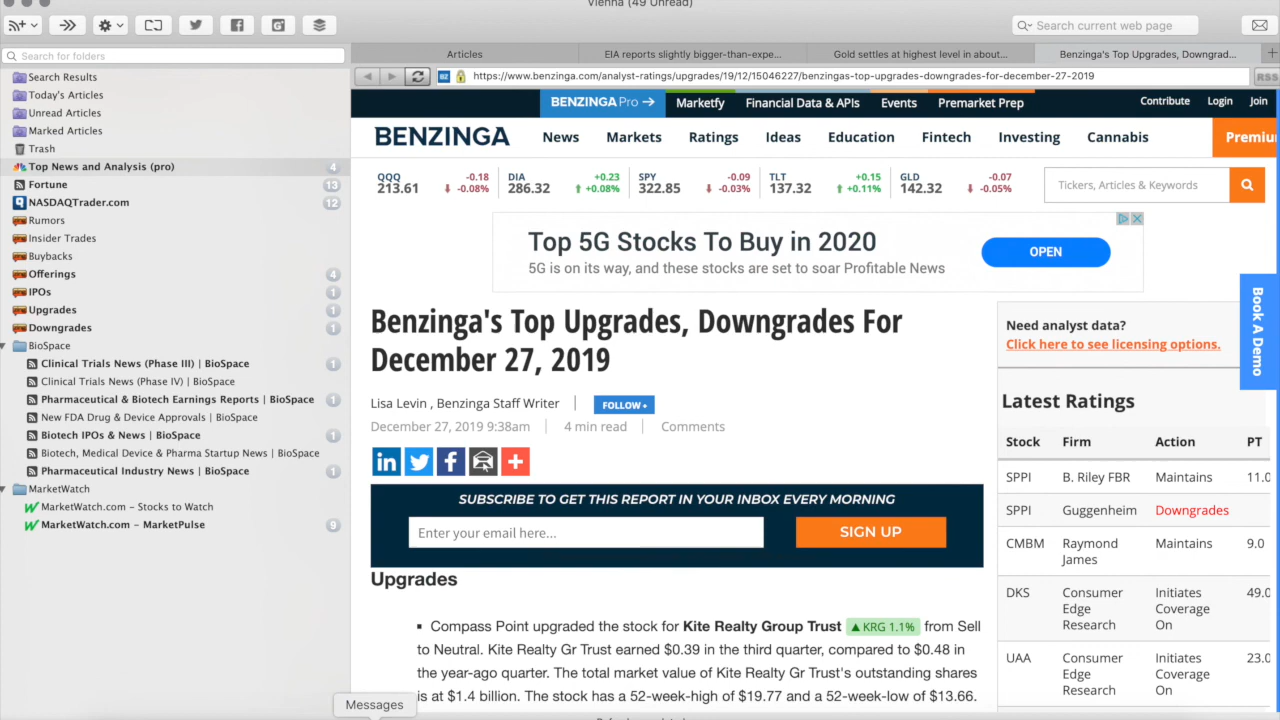 Vienna (49 Unread)
Search current web page
Search for folders
Articles
EIA reports slightly bigger-than-expe...
Gold settles at highest level in about...
Benzinga's Top Upgrades, Downgrad...
Search Results
Today's Articles
Unread Articles
Marked Articles
Trash
Top News and Analysis (pro) 4
Fortune 13
NASDAQTrader.com 12
Rumors
Insider Trades
Buybacks
Offerings 4
IPOs 1
Upgrades 1
Downgrades 1
BioSpace
Clinical Trials News (Phase III) | BioSpace 1
Clinical Trials News (Phase IV) | BioSpace
Pharmaceutical & Biotech Earnings Reports | BioSpace 1
New FDA Drug & Device Approvals | BioSpace
Biotech IPOs & News | BioSpace 1
Biotech, Medical Device & Pharma Startup News | BioSpace
Pharmaceutical Industry News | BioSpace 1
MarketWatch
MarketWatch.com – Stocks to Watch
MarketWatch.com – MarketPulse 9
https://www.benzinga.com/analyst-ratings/upgrades/19/12/15046227/benzingas-top-upgrades-downgrades-for-december-27-2019
RSS
BENZINGA Pro → Marketfy Financial Data & APIs Events Premarket Prep Contribute Login Join
BENZINGA News Markets Ratings Ideas Education Fintech Investing Cannabis Premiu
QQQ -0.18
213.61 -0.08%
DIA +0.23
286.32 +0.08%
SPY -0.09
322.85 -0.03%
TLT +0.15
137.32 +0.11%
GLD -0.07
142.32 -0.05%
Tickers, Articles & Keywords
Top 5G Stocks To Buy in 2020
5G is on its way, and these stocks are set to soar Profitable News
OPEN
Benzinga's Top Upgrades, Downgrades For
December 27, 2019
Lisa Levin , Benzinga Staff Writer | FOLLOW +
December 27, 2019 9:38am | 4 min read | Comments
SUBSCRIBE TO GET THIS REPORT IN YOUR INBOX EVERY MORNING
Enter your email here...
SIGN UP
Upgrades
Compass Point upgraded the stock for Kite Realty Group Trust ▲ KRG 1.1% from Sell
to Neutral. Kite Realty Gr Trust earned $0.39 in the third quarter, compared to $0.48 in
the year-ago quarter. The total market value of Kite Realty Gr Trust's outstanding shares
is at $1.4 billion. The stock has a 52-week-high of $19.77 and a 52-week-low of $13.66.
Need analyst data?
Click here to see licensing options.
Book A Demo
Latest Ratings
Stock Firm Action PT
SPPI B. Riley FBR Maintains 11.0
SPPI Guggenheim Downgrades
CMBM Raymond James Maintains 9.0
DKS Consumer Edge Research Initiates Coverage On 49.0
UAA Consumer Edge Research Initiates Coverage On 23.0
Messages